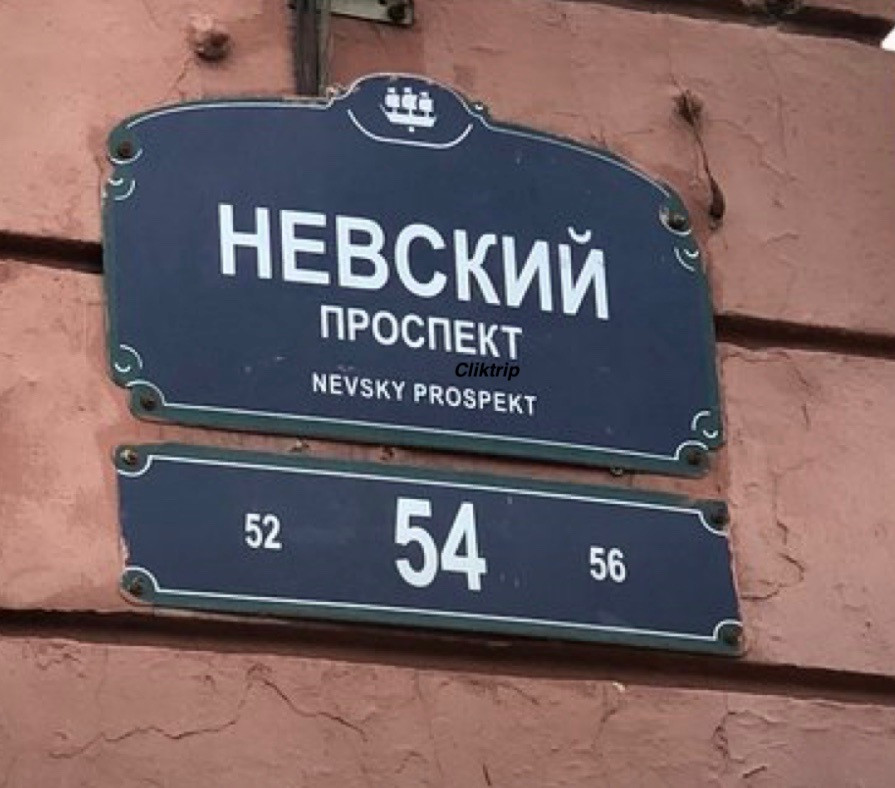 НЕВСКИЙ
ПРОСПЕКТ
Cliktrip
NEVSKY PROSPEKT
52 54 56